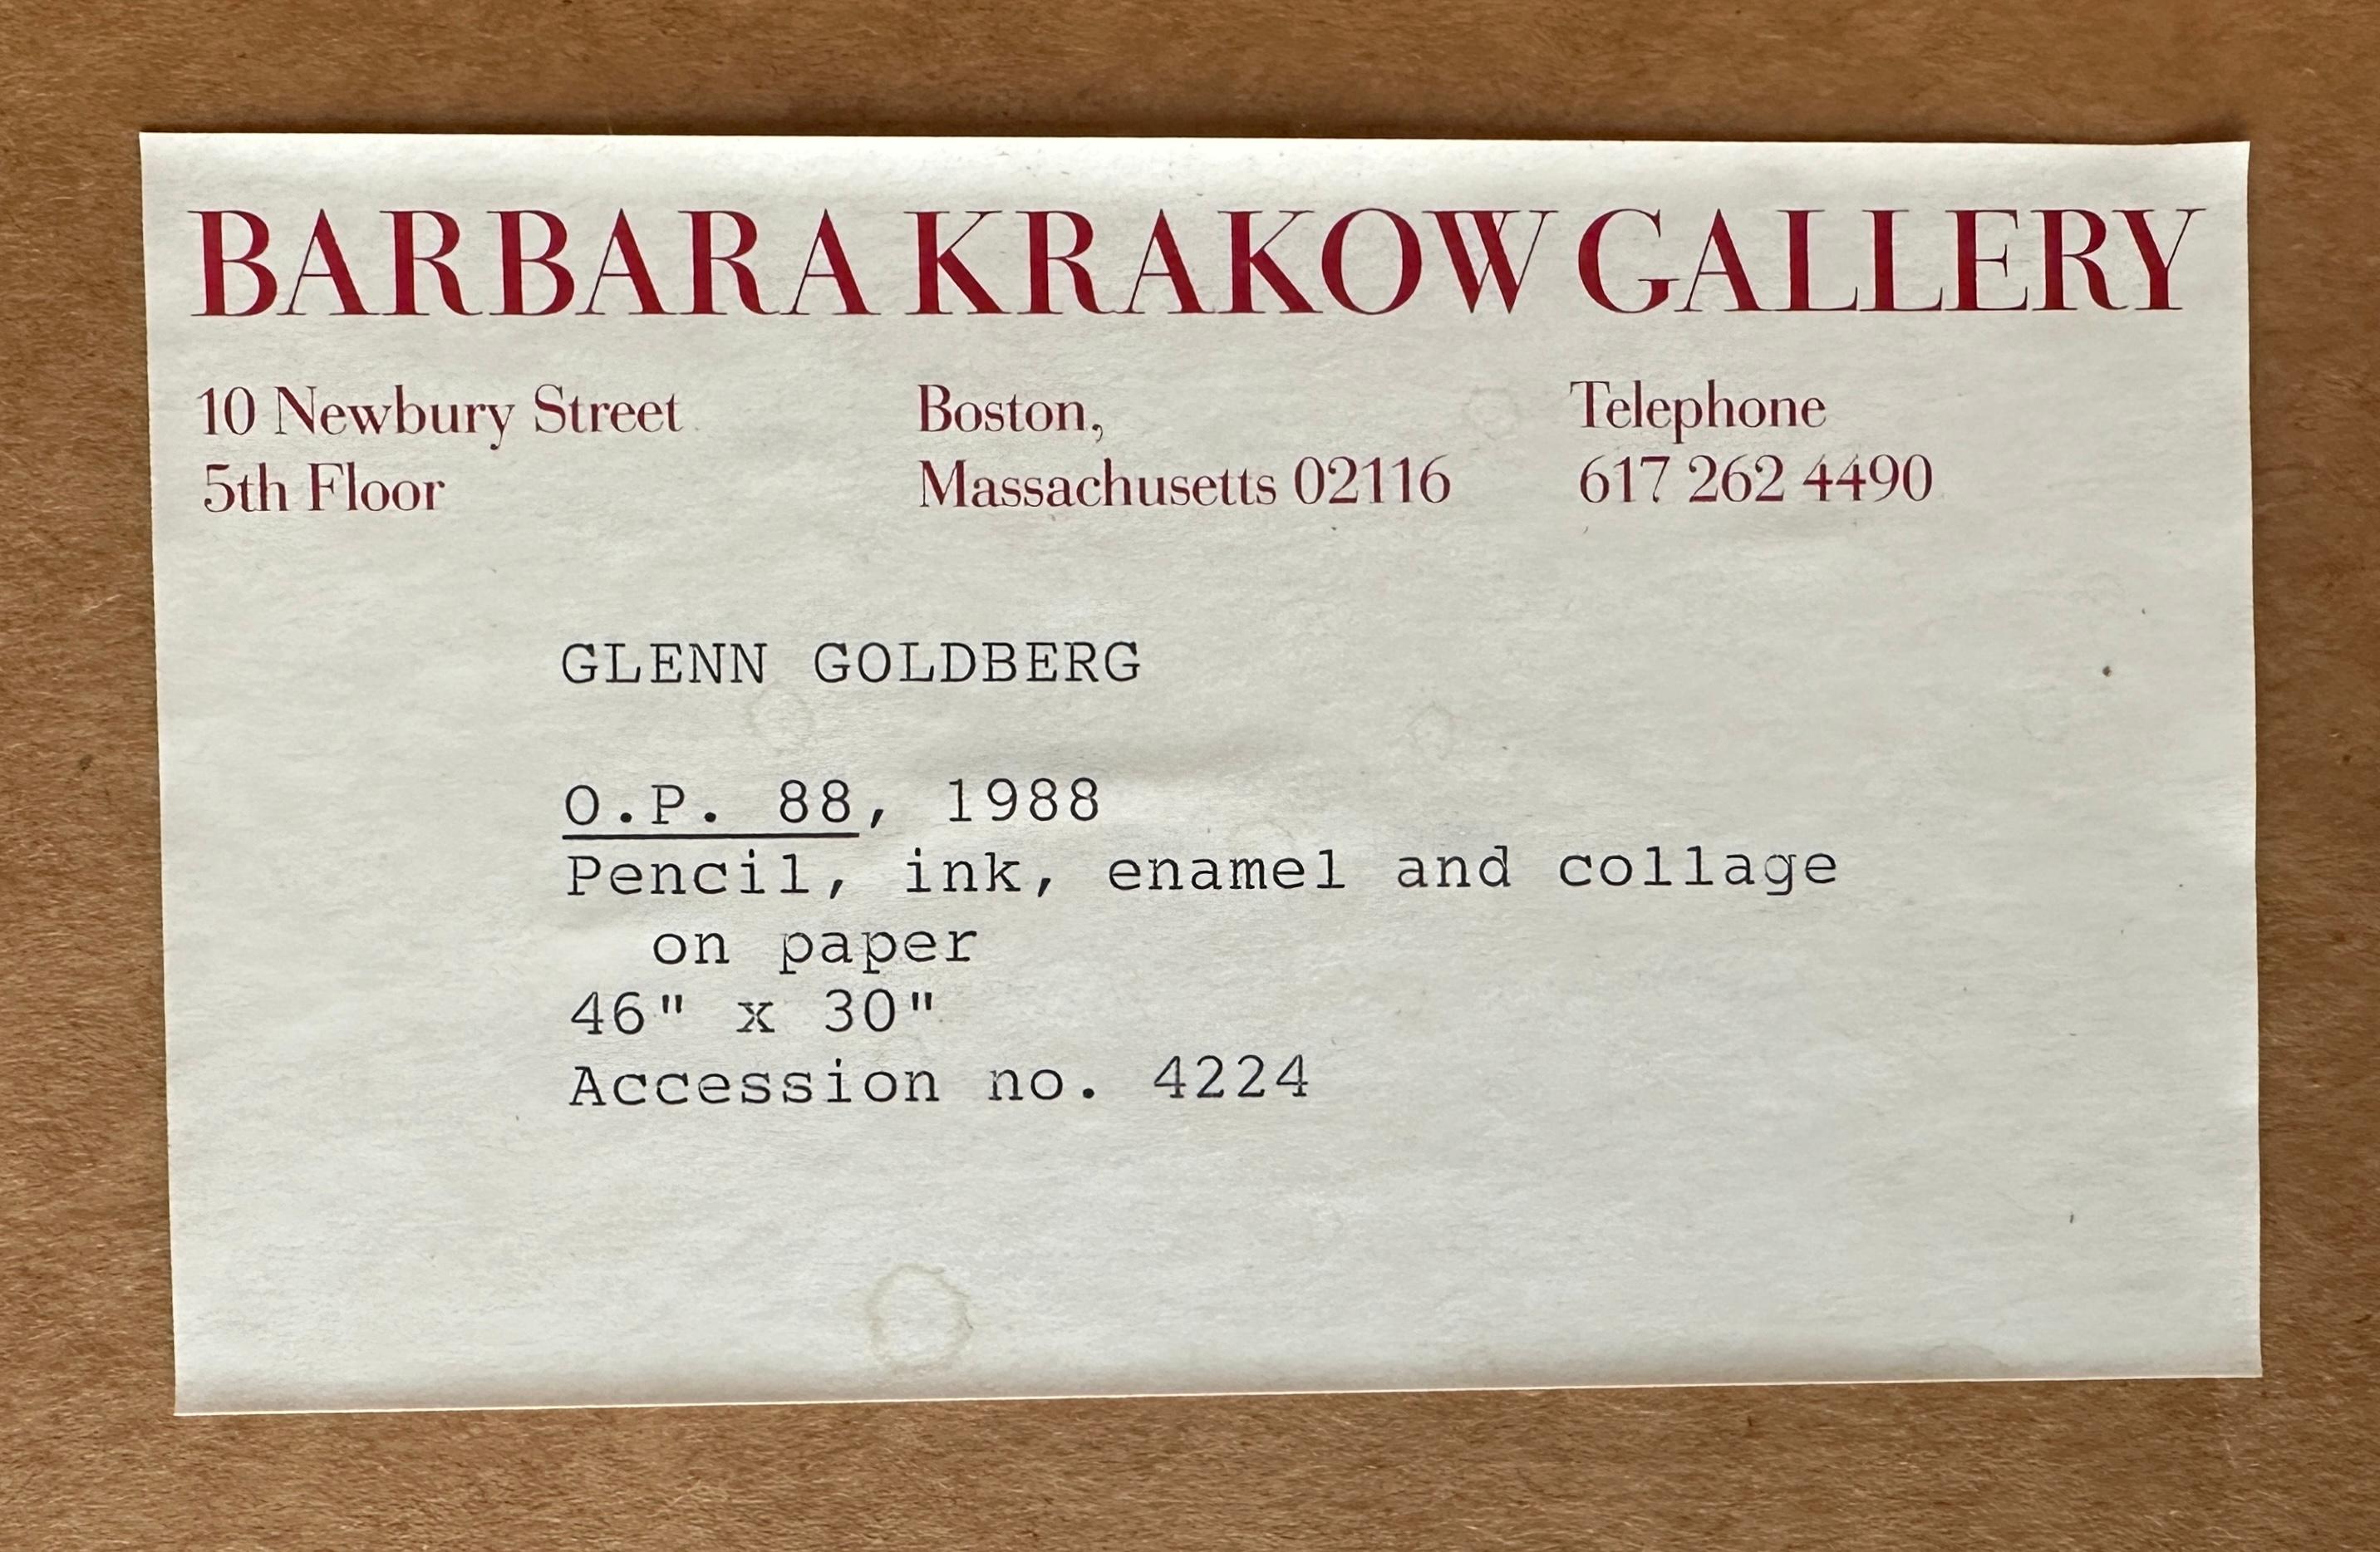 BARBARA KRAKOW GALLERY
10 Newbury Street
5th Floor
Boston,
Massachusetts 02116
Telephone
617 262 4490
GLENN GOLDBERG
O.P. 88, 1988
Pencil, ink, enamel and collage
on paper
46" x 30"
Accession no. 4224